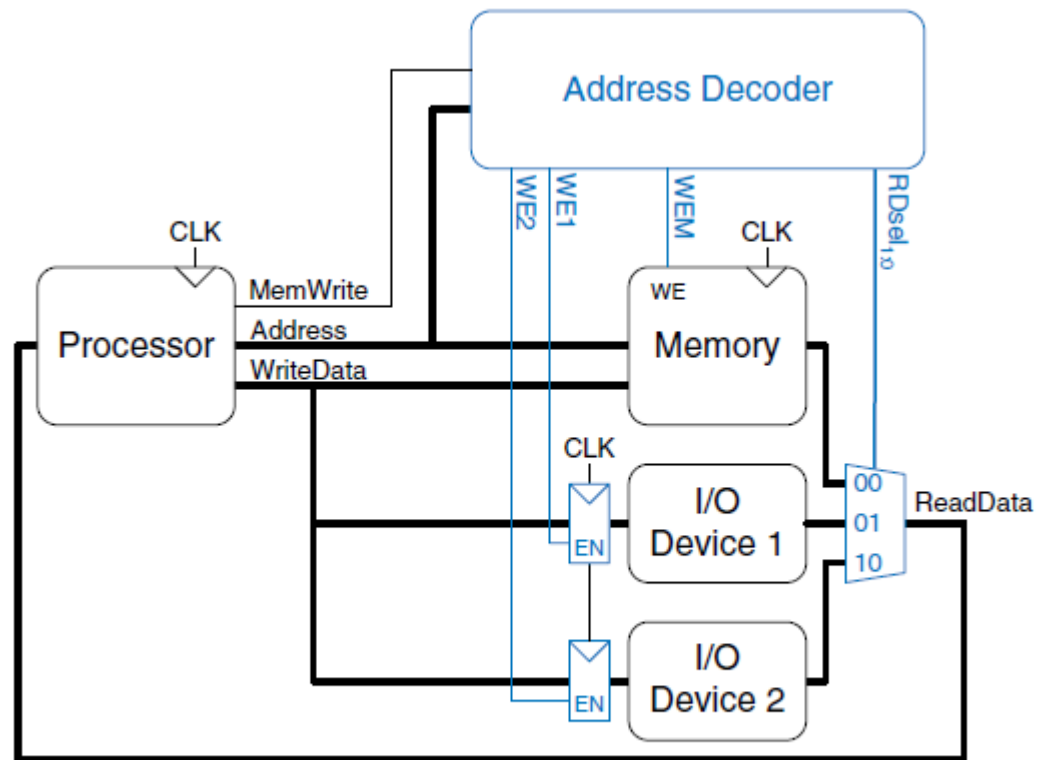 Address Decoder
WE2
WE1
WEM
RDsel1:0
CLK
CLK
MemWrite
WE
Processor
Address
Memory
WriteData
CLK
00
I/O
Device 1
ReadData
01
EN
10
I/O
Device 2
EN